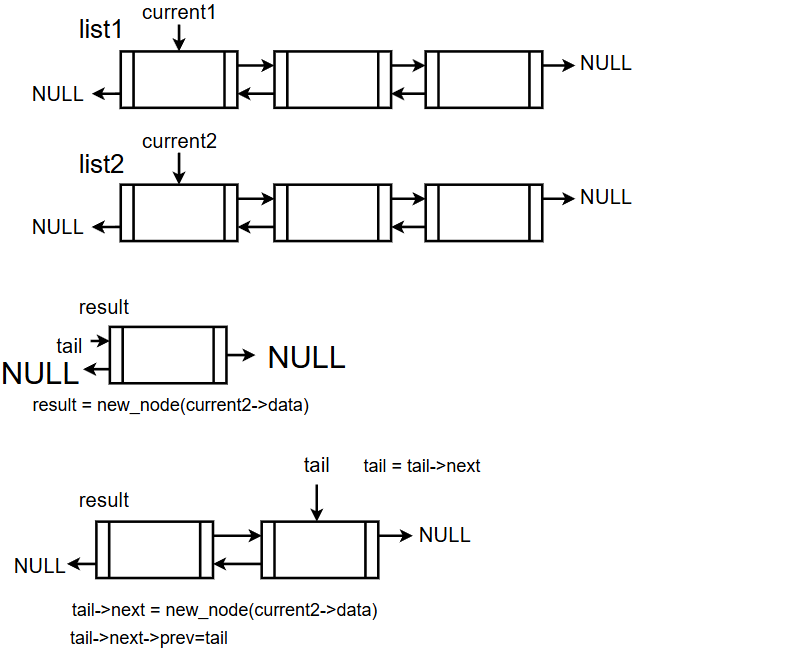 current1
list1
NULL
NULL
current2
list2
NULL
NULL
result
tail
NULL
NULL
result = new_node(current2->data)
tail
tail = tail->next
result
NULL
NULL
tail->next = new_node(current2->data)
tail->next->prev=tail